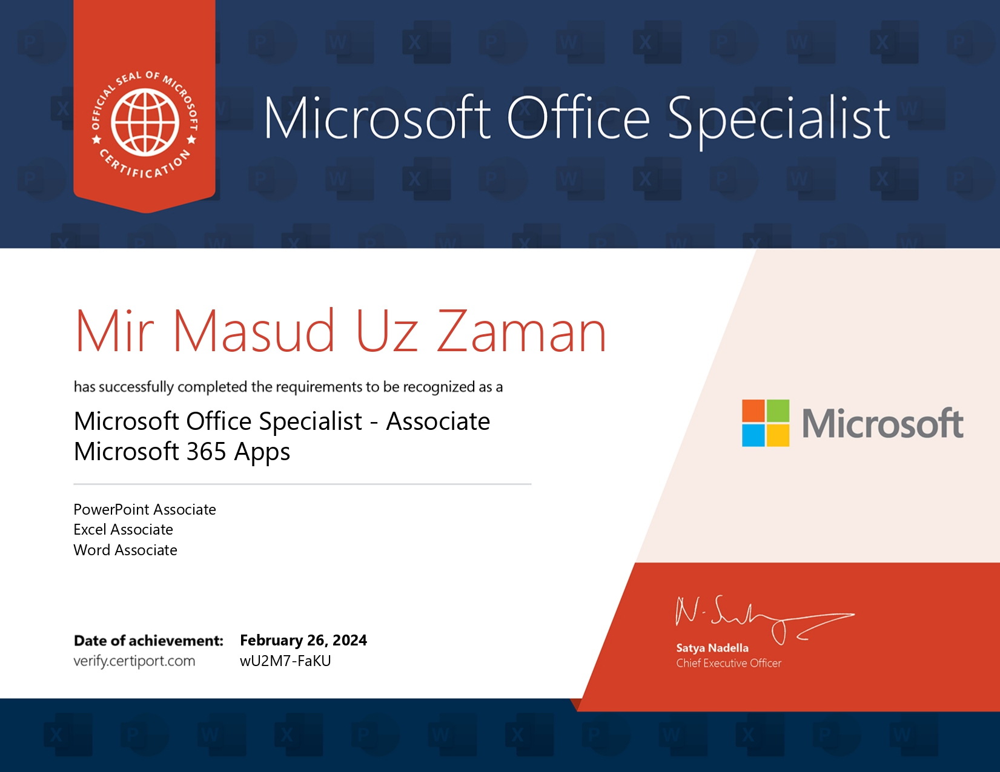 OFFICIAL SEAL OF MICROSOFT
CERTIFICATION
Microsoft Office Specialist
Mir Masud Uz Zaman
has successfully completed the requirements to be recognized as a
Microsoft Office Specialist - Associate
Microsoft 365 Apps
Microsoft
PowerPoint Associate
Excel Associate
Word Associate
Date of achievement: February 26, 2024
verify.certiport.com wU2M7-FaKU
Satya Nadella
Chief Executive Officer